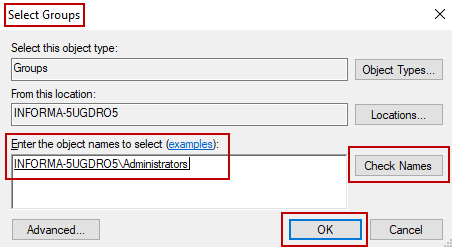 Select Groups
Select this object type:
Groups
Object Types...
From this location:
INFORMA-5UGDRO5
Locations...
Enter the object names to select (examples):
INFORMA-5UGDRO5\Administrators
Check Names
Advanced...
OK
Cancel